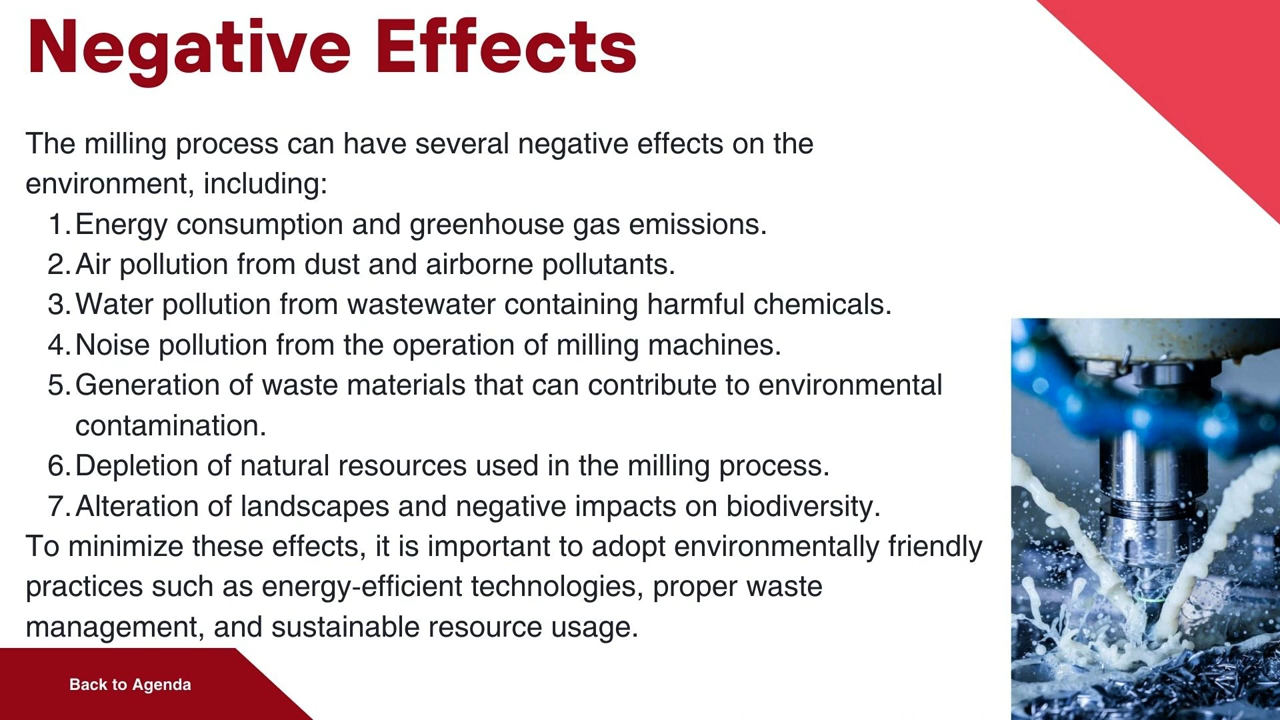 Negative Effects
The milling process can have several negative effects on the
environment, including:
1. Energy consumption and greenhouse gas emissions.
2. Air pollution from dust and airborne pollutants.
3. Water pollution from wastewater containing harmful chemicals.
4. Noise pollution from the operation of milling machines.
5. Generation of waste materials that can contribute to environmental
contamination.
6. Depletion of natural resources used in the milling process.
7. Alteration of landscapes and negative impacts on biodiversity.
To minimize these effects, it is important to adopt environmentally friendly
practices such as energy-efficient technologies, proper waste
management, and sustainable resource usage.
Back to Agenda